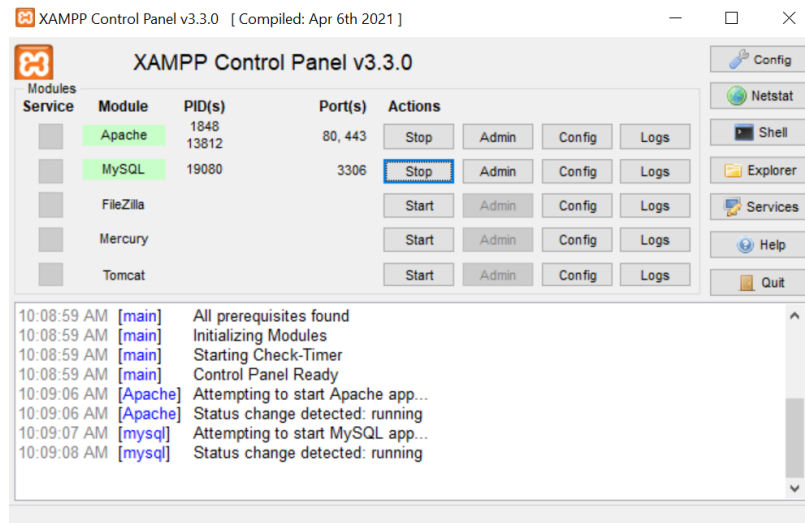 XAMPP Control Panel v3.3.0 [ Compiled: Apr 6th 2021 ]
XAMPP Control Panel v3.3.0
Config
Modules
Service Module PID(s) Port(s) Actions
Netstat
Apache 1848 13812 80, 443 Stop Admin Config Logs
Shell
MySQL 19080 3306 Stop Admin Config Logs
Explorer
FileZilla Start Admin Config Logs
Services
Mercury Start Admin Config Logs
Help
Tomcat Start Admin Config Logs
Quit
10:08:59 AM [main] All prerequisites found
10:08:59 AM [main] Initializing Modules
10:08:59 AM [main] Starting Check-Timer
10:08:59 AM [main] Control Panel Ready
10:09:06 AM [Apache] Attempting to start Apache app...
10:09:06 AM [Apache] Status change detected: running
10:09:07 AM [mysql] Attempting to start MySQL app...
10:09:08 AM [mysql] Status change detected: running